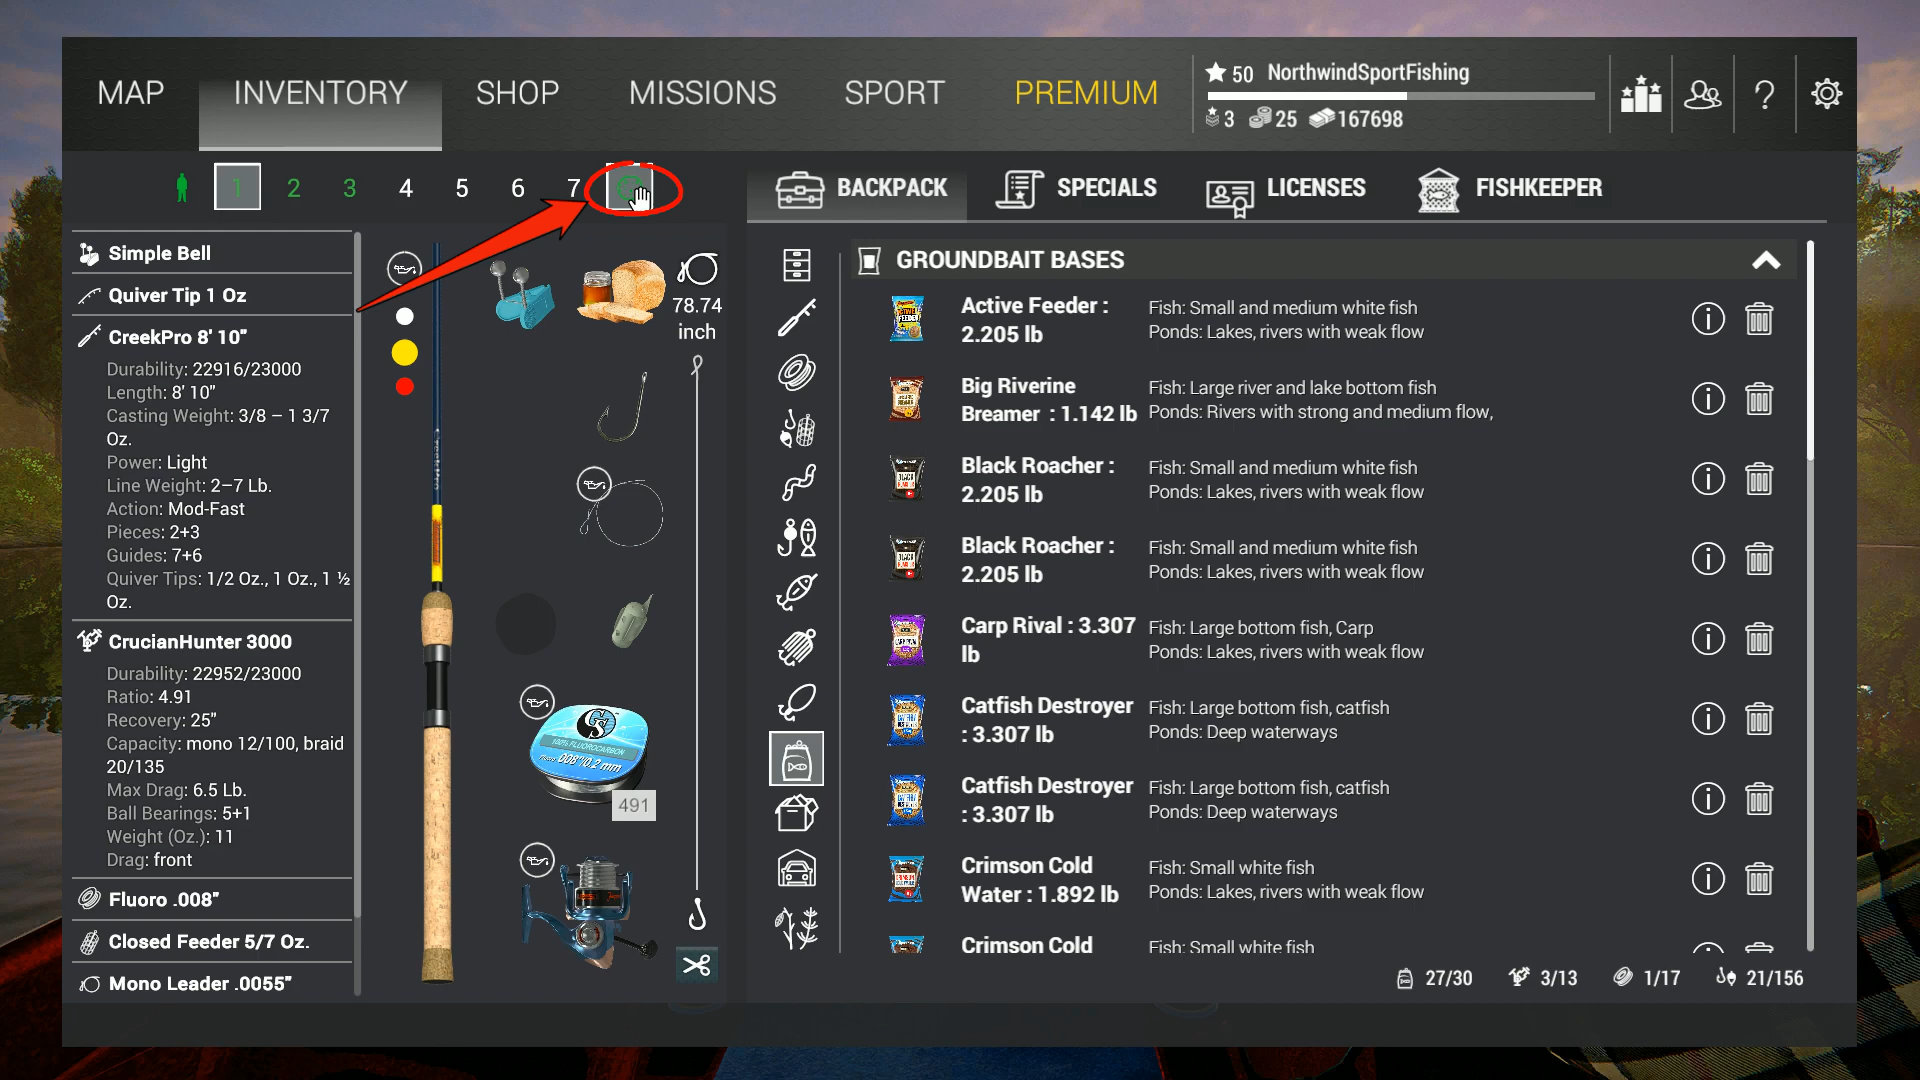 MAP
INVENTORY
SHOP
MISSIONS
SPORT
PREMIUM
50 NorthwindSportFishing
3 25 167698
?
1 2 3 4 5 6 7
BACKPACK
SPECIALS
LICENSES
FISHKEEPER
Simple Bell
Quiver Tip 1 Oz
CreekPro 8' 10"
Durability: 22916/23000
Length: 8' 10"
Casting Weight: 3/8 – 1 3/7
Oz.
Power: Light
Line Weight: 2–7 Lb.
Action: Mod-Fast
Pieces: 2+3
Guides: 7+6
Quiver Tips: 1/2 Oz., 1 Oz., 1 ½
Oz.
CrucianHunter 3000
Durability: 22952/23000
Ratio: 4.91
Recovery: 25"
Capacity: mono 12/100, braid
20/135
Max Drag: 6.5 Lb.
Ball Bearings: 5+1
Weight (Oz.): 11
Drag: front
Fluoro .008"
Closed Feeder 5/7 Oz.
Mono Leader .0055"
78.74
inch
100% FLUOROCARBON
.008"/0.2 mm
491
GROUNDBAIT BASES
Active Feeder :
2.205 lb
Fish: Small and medium white fish
Ponds: Lakes, rivers with weak flow
Big Riverine
Breamer : 1.142 lb
Fish: Large river and lake bottom fish
Ponds: Rivers with strong and medium flow,
Black Roacher :
2.205 lb
Fish: Small and medium white fish
Ponds: Lakes, rivers with weak flow
Black Roacher :
2.205 lb
Fish: Small and medium white fish
Ponds: Lakes, rivers with weak flow
Carp Rival : 3.307
lb
Fish: Large bottom fish, Carp
Ponds: Lakes, rivers with weak flow
Catfish Destroyer
: 3.307 lb
Fish: Large bottom fish, catfish
Ponds: Deep waterways
Catfish Destroyer
: 3.307 lb
Fish: Large bottom fish, catfish
Ponds: Deep waterways
Crimson Cold
Water : 1.892 lb
Fish: Small white fish
Ponds: Lakes, rivers with weak flow
Crimson Cold
Fish: Small white fish
27/30 3/13 1/17 21/156